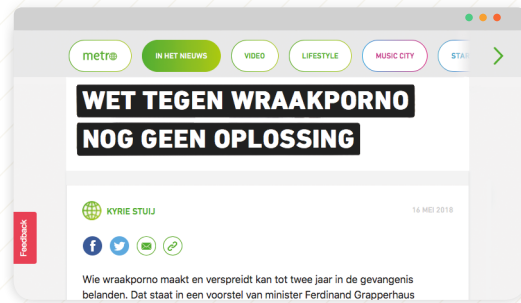 metro IN HET NIEUWS VIDEO LIFESTYLE MUSIC CITY
WET TEGEN WRAAKPORNO
NOG GEEN OPLOSSING
KYRIE STUIJ 16 MEI 2018
Feedback
Wie wraakporno maakt en verspreidt kan tot twee jaar in de gevangenis
belanden. Dat staat in een voorstel van minister Ferdinand Grapperhaus